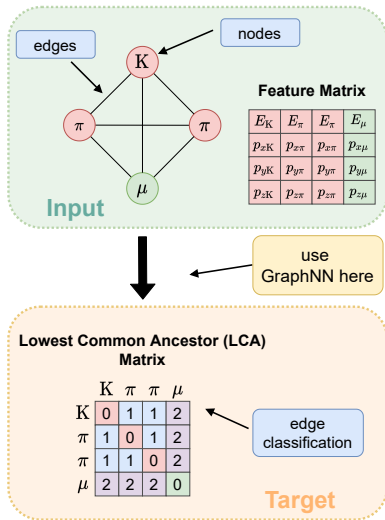 edges
nodes
K
π
π
μ
Feature Matrix
E_K E_π E_π E_μ
p_xK p_xπ p_xπ p_xμ
p_yK p_yπ p_yπ p_yμ
p_zK p_zπ p_zπ p_zμ
Input
use
GraphNN here
Lowest Common Ancestor (LCA)
Matrix
K π π μ
K 0 1 1 2
π 1 0 1 2
π 1 1 0 2
μ 2 2 2 0
edge
classification
Target